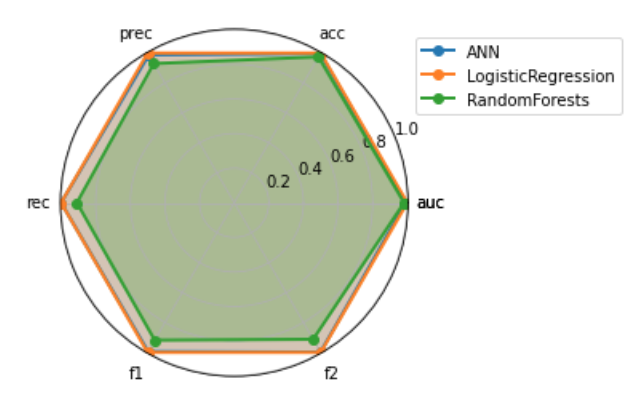 prec
acc
ANN
LogisticRegression
RandomForests
1.0
0.8
0.6
0.4
0.2
rec
auc
f1
f2